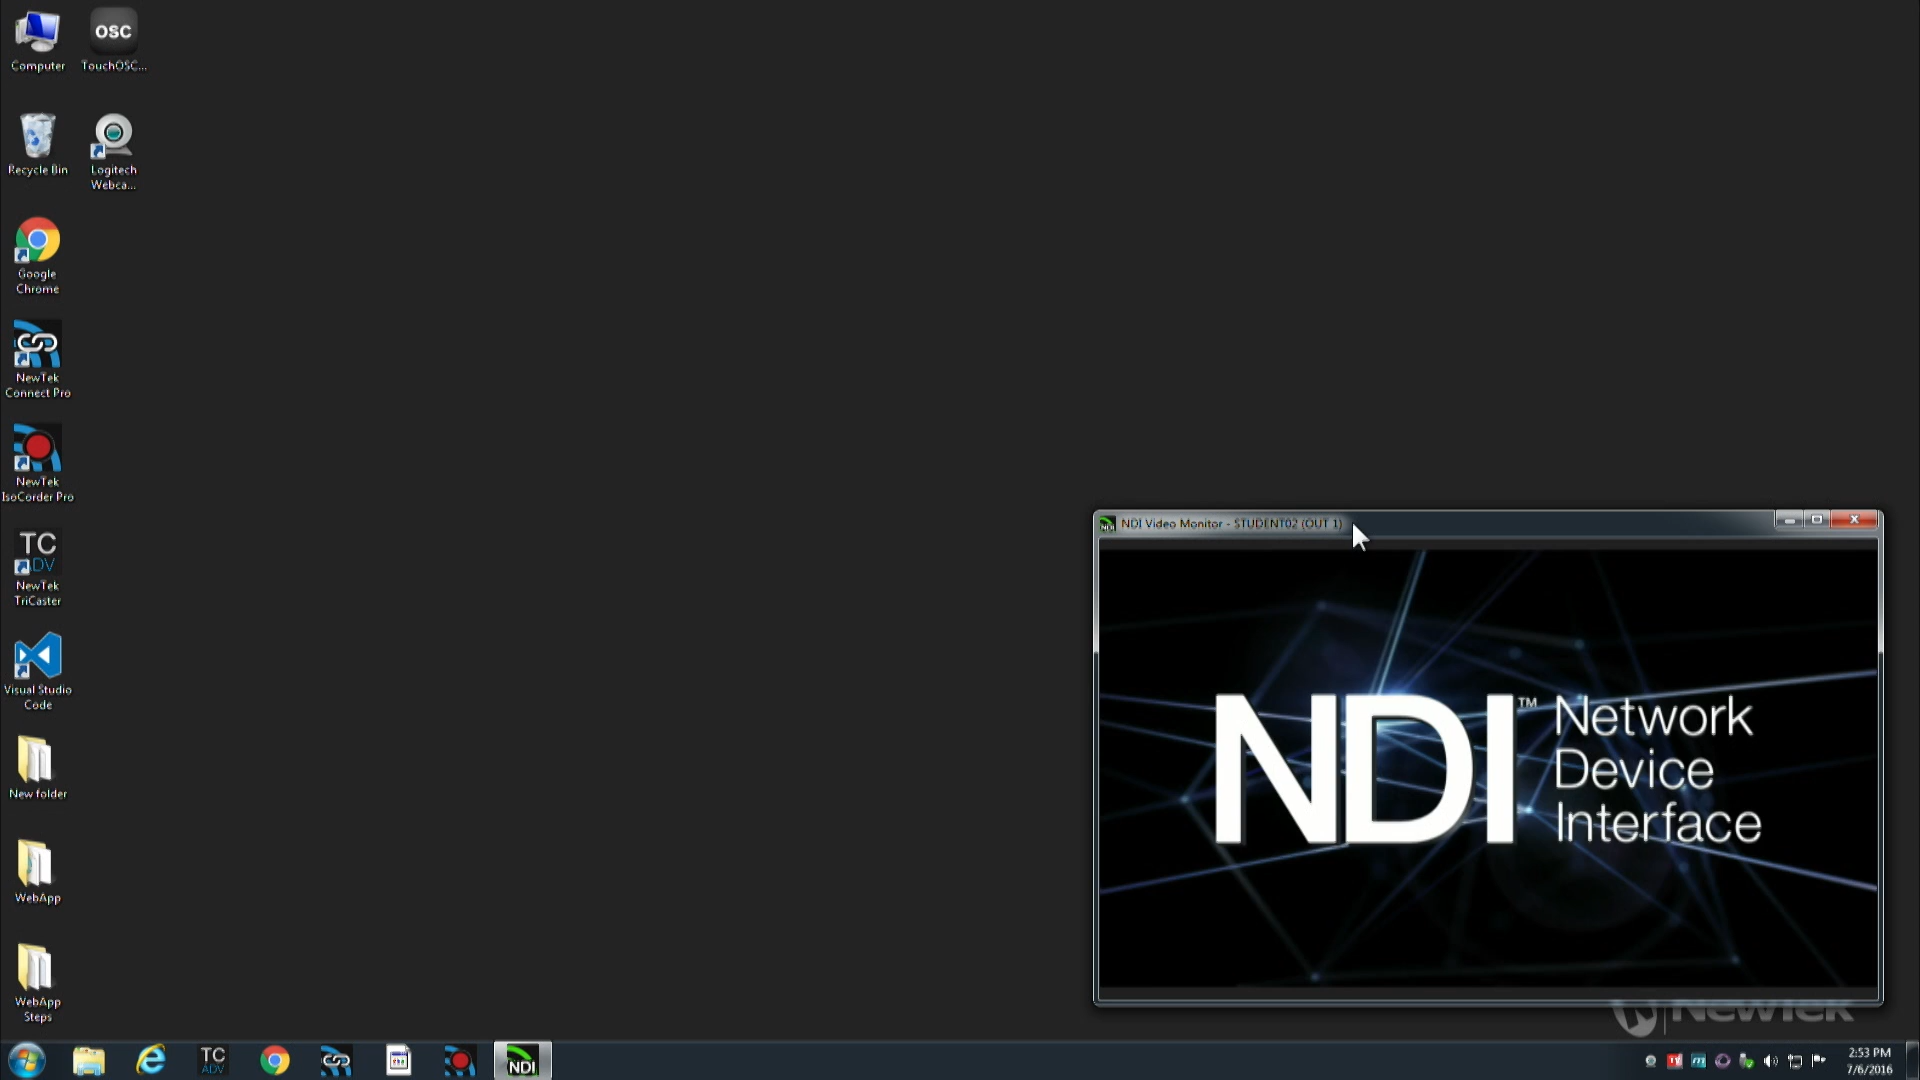 Computer
OSC
TouchOSC...
Recycle Bin
Logitech
Webca...
Google
Chrome
NewTek
Connect Pro
NewTek
IsoCorder Pro
TC
ADV
NewTek
TriCaster
Visual Studio
Code
New folder
WebApp
WebApp
Steps
NDI Video Monitor - STUDENT02 (OUT 1)
NDI™
Network
Device
Interface
NewTek
TC
ADV
NDI
2:53 PM
7/6/2016